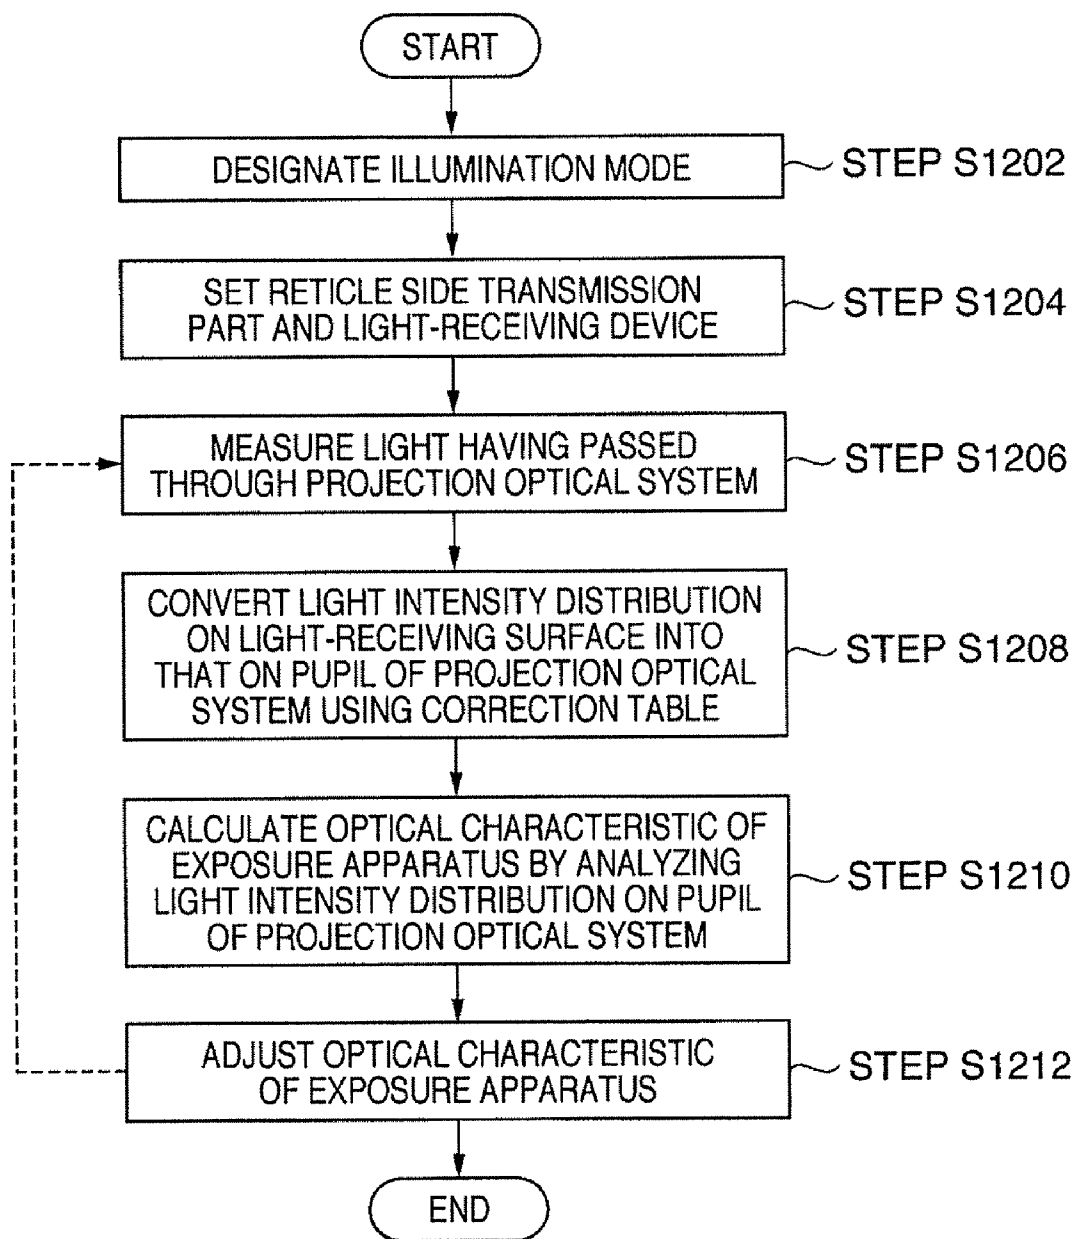 START
DESIGNATE ILLUMINATION MODE
STEP S1202
SET RETICLE SIDE TRANSMISSION
PART AND LIGHT-RECEIVING DEVICE
STEP S1204
MEASURE LIGHT HAVING PASSED
THROUGH PROJECTION OPTICAL SYSTEM
STEP S1206
CONVERT LIGHT INTENSITY DISTRIBUTION
ON LIGHT-RECEIVING SURFACE INTO
THAT ON PUPIL OF PROJECTION OPTICAL
SYSTEM USING CORRECTION TABLE
STEP S1208
CALCULATE OPTICAL CHARACTERISTIC OF
EXPOSURE APPARATUS BY ANALYZING
LIGHT INTENSITY DISTRIBUTION ON PUPIL
OF PROJECTION OPTICAL SYSTEM
STEP S1210
ADJUST OPTICAL CHARACTERISTIC
OF EXPOSURE APPARATUS
STEP S1212
END